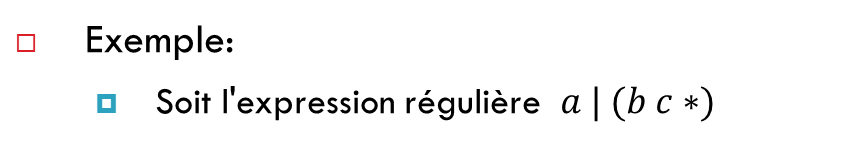 Exemple:
Soit l'expression régulière a | (b c *)